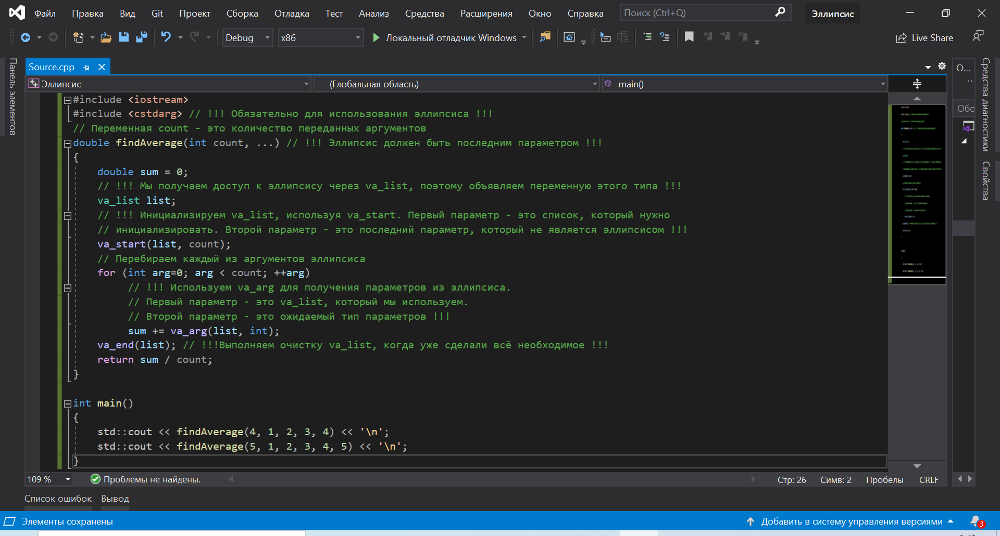 Файл Правка Вид Git Проект Сборка Отладка Тест Анализ Средства Расширения Окно Справка Поиск (Ctrl+Q) Эллипсис
Debug x86 Локальный отладчик Windows Live Share
Панель элементов
Source.cpp
Эллипсис (Глобальная область) main()
#include <iostream>
#include <cstdarg> // !!! Обязательно для использования эллипсиса !!!
// Переменная count - это количество переданных аргументов
double findAverage(int count, ...) // !!! Эллипсис должен быть последним параметром !!!
{
double sum = 0;
// !!! Мы получаем доступ к эллипсису через va_list, поэтому объявляем переменную этого типа !!!
va_list list;
// !!! Инициализируем va_list, используя va_start. Первый параметр - это список, который нужно
// инициализировать. Второй параметр - это последний параметр, который не является эллипсисом !!!
va_start(list, count);
// Перебираем каждый из аргументов эллипсиса
for (int arg=0; arg < count; ++arg)
// !!! Используем va_arg для получения параметров из эллипсиса.
// Первый параметр - это va_list, который мы используем.
// Второй параметр - это ожидаемый тип параметров !!!
sum += va_arg(list, int);
va_end(list); // !!!Выполняем очистку va_list, когда уже сделали всё необходимое !!!
return sum / count;
}
int main()
{
std::cout << findAverage(4, 1, 2, 3, 4) << '\n';
std::cout << findAverage(5, 1, 2, 3, 4, 5) << '\n';
}
О...
Обо
Средства диагностики
Свойства
109 % Проблемы не найдены. Стр: 26 Симв: 2 Пробелы CRLF
Список ошибок Вывод
Элементы сохранены Добавить в систему управления версиями 3